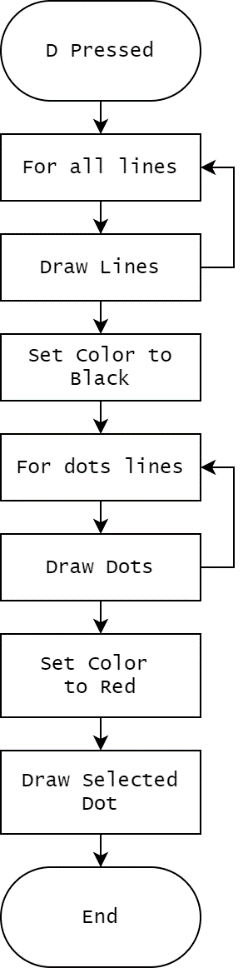 D Pressed
For all lines
Draw Lines
Set Color to
Black
For dots lines
Draw Dots
Set Color
to Red
Draw Selected
Dot
End